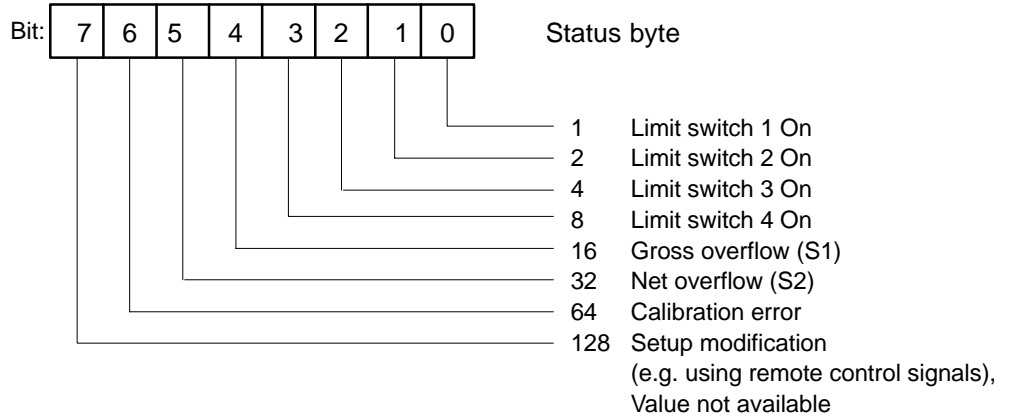 Bit: 7 6 5 4 3 2 1 0 Status byte
1 Limit switch 1 On
2 Limit switch 2 On
4 Limit switch 3 On
8 Limit switch 4 On
16 Gross overflow (S1)
32 Net overflow (S2)
64 Calibration error
128 Setup modification
(e.g. using remote control signals),
Value not available